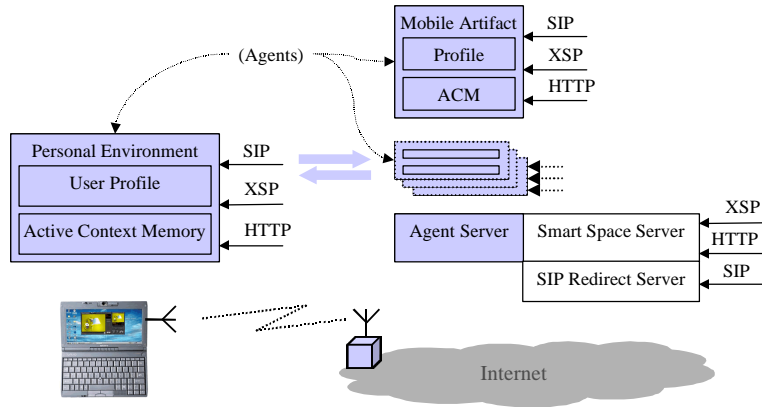 Mobile Artifact
SIP
Profile
XSP
(Agents)
HTTP
ACM
Personal Environment
SIP
User Profile
XSP
Active Context Memory
HTTP
XSP
Agent Server
Smart Space Server
HTTP
SIP Redirect Server
SIP
Internet